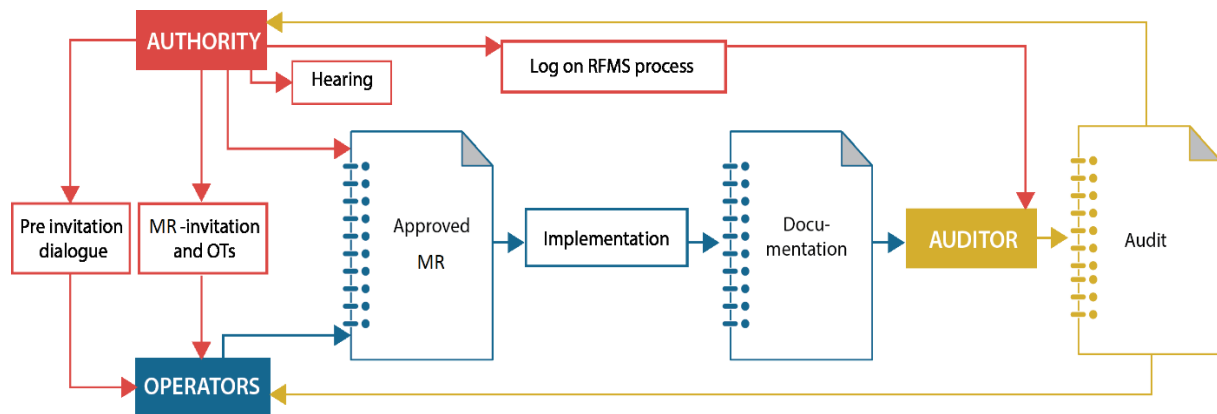 AUTHORITY
Hearing
Log on RFMS process
Pre invitation
dialogue
MR -invitation
and OTs
Approved
MR
Implementation
Docu-
mentation
AUDITOR
Audit
OPERATORS